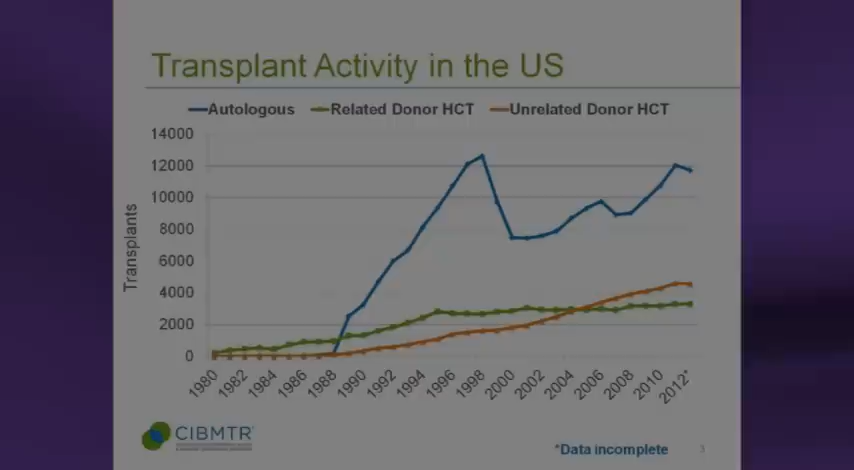 Transplant Activity in the US
Autologous Related Donor HCT Unrelated Donor HCT
14000
12000
10000
8000
6000
4000
2000
0
Transplants
1980 1982 1984 1986 1988 1990 1992 1994 1996 1998 2000 2002 2004 2006 2008 2010 2012*
CIBMTR
*Data incomplete 3